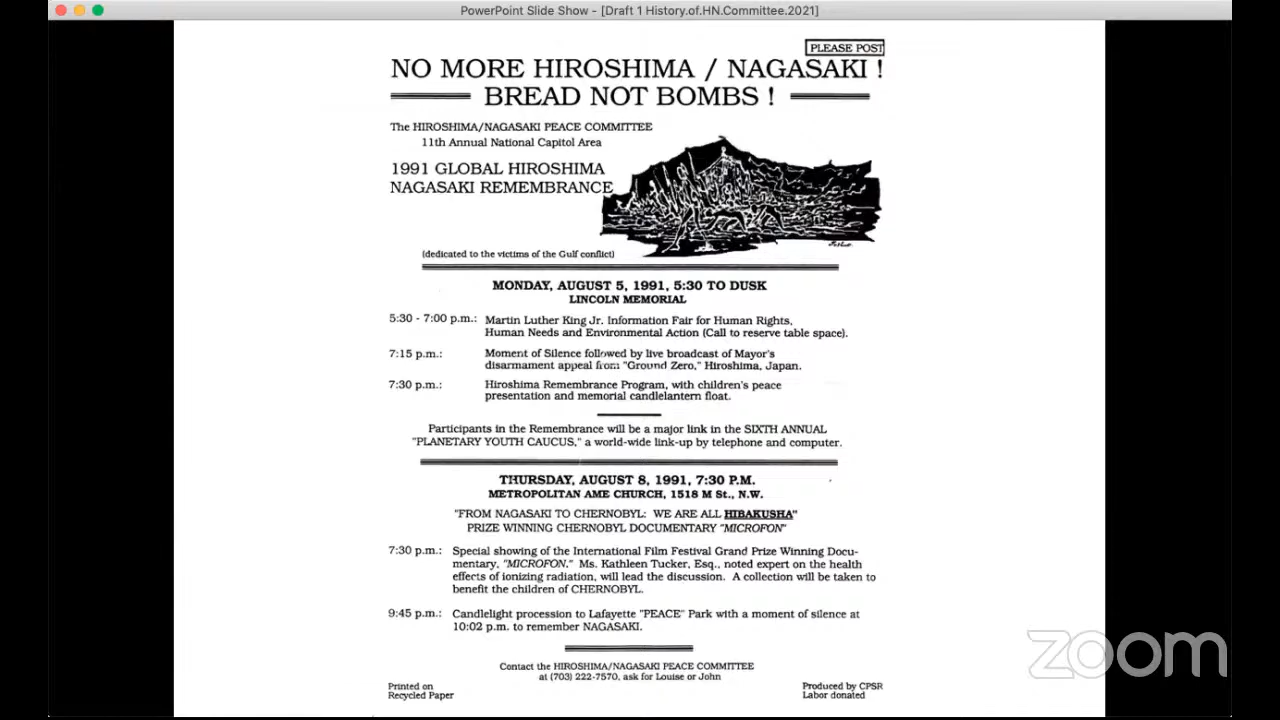 PowerPoint Slide Show - [Draft 1 History.of.HN.Committee.2021]
PLEASE POST
NO MORE HIROSHIMA / NAGASAKI !
BREAD NOT BOMBS !
The HIROSHIMA/NAGASAKI PEACE COMMITTEE
11th Annual National Capitol Area
1991 GLOBAL HIROSHIMA
NAGASAKI REMEMBRANCE
(dedicated to the victims of the Gulf conflict)
MONDAY, AUGUST 5, 1991, 5:30 TO DUSK
LINCOLN MEMORIAL
5:30 - 7:00 p.m.: Martin Luther King Jr. Information Fair for Human Rights,
Human Needs and Environmental Action (Call to reserve table space).
7:15 p.m.: Moment of Silence followed by live broadcast of Mayor's
disarmament appeal from "Ground Zero," Hiroshima, Japan.
7:30 p.m.: Hiroshima Remembrance Program, with children's peace
presentation and memorial candlelantern float.
Participants in the Remembrance will be a major link in the SIXTH ANNUAL
"PLANETARY YOUTH CAUCUS," a world-wide link-up by telephone and computer.
THURSDAY, AUGUST 8, 1991, 7:30 P.M.
METROPOLITAN AME CHURCH, 1518 M St., N.W.
"FROM NAGASAKI TO CHERNOBYL: WE ARE ALL HIBAKUSHA"
PRIZE WINNING CHERNOBYL DOCUMENTARY "MICROFON"
7:30 p.m.: Special showing of the International Film Festival Grand Prize Winning Docu-
mentary, "MICROFON." Ms. Kathleen Tucker, Esq., noted expert on the health
effects of ionizing radiation, will lead the discussion. A collection will be taken to
benefit the children of CHERNOBYL.
9:45 p.m.: Candlelight procession to Lafayette "PEACE" Park with a moment of silence at
10:02 p.m. to remember NAGASAKI.
Contact the HIROSHIMA/NAGASAKI PEACE COMMITTEE
at (703) 222-7570, ask for Louise or John
Printed on
Recycled Paper
Produced by CPSR
Labor donated
zoom